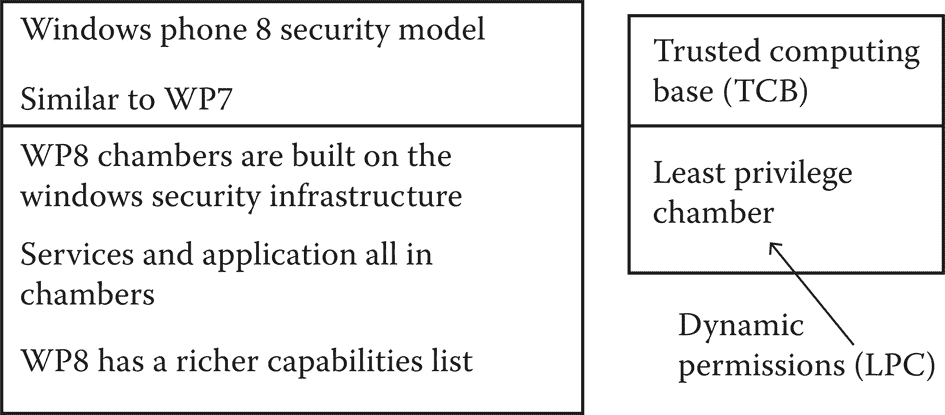 Windows phone 8 security model
Similar to WP7
WP8 chambers are built on the
windows security infrastructure
Services and application all in
chambers
WP8 has a richer capabilities list
Trusted computing
base (TCB)
Least privilege
chamber
Dynamic
permissions (LPC)